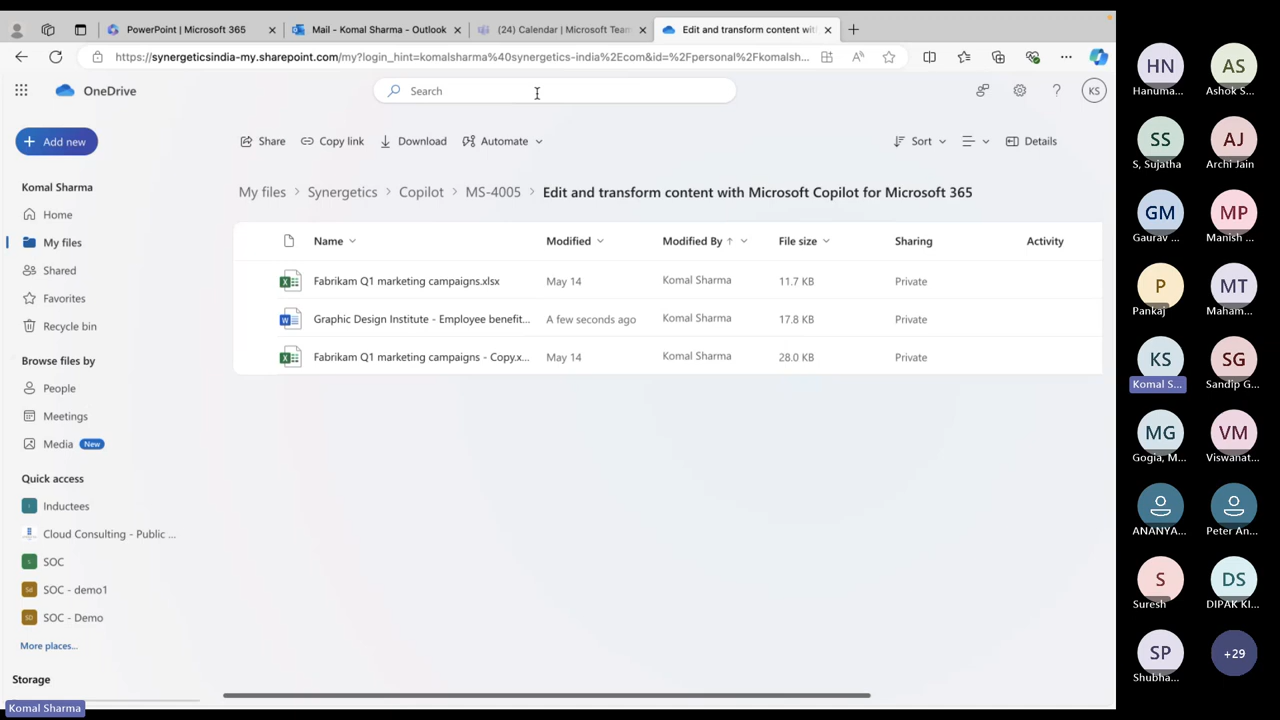 PowerPoint | Microsoft 365
Mail - Komal Sharma - Outlook
(24) Calendar | Microsoft Team
Edit and transform content with
https://synergeticsindia-my.sharepoint.com/my?login_hint=komalsharma%40synergetics-india%2Ecom&id=%2Fpersonal%2Fkomalsh...
OneDrive
Search
KS
Add new
Share
Copy link
Download
Automate
Sort
Details
Komal Sharma
Home
My files
Shared
Favorites
Recycle bin
Browse files by
People
Meetings
Media New
Quick access
Inductees
Cloud Consulting - Public ...
SOC
SOC - demo1
SOC - Demo
More places...
Storage
Komal Sharma
My files > Synergetics > Copilot > MS-4005 > Edit and transform content with Microsoft Copilot for Microsoft 365
Name Modified Modified By File size Sharing Activity
Fabrikam Q1 marketing campaigns.xlsx May 14 Komal Sharma 11.7 KB Private
Graphic Design Institute - Employee benefit... A few seconds ago Komal Sharma 17.8 KB Private
Fabrikam Q1 marketing campaigns - Copy.x... May 14 Komal Sharma 28.0 KB Private
HN AS
Hanuma... Ashok S...
SS AJ
S, Sujatha Archi Jain
GM MP
Gaurav ... Manish ...
P MT
Pankaj Maham...
KS SG
Komal S... Sandip G...
MG VM
Gogia, M... Viswanat...
ANANYA... Peter An...
S DS
Suresh DIPAK KI...
SP +29
Shubha...